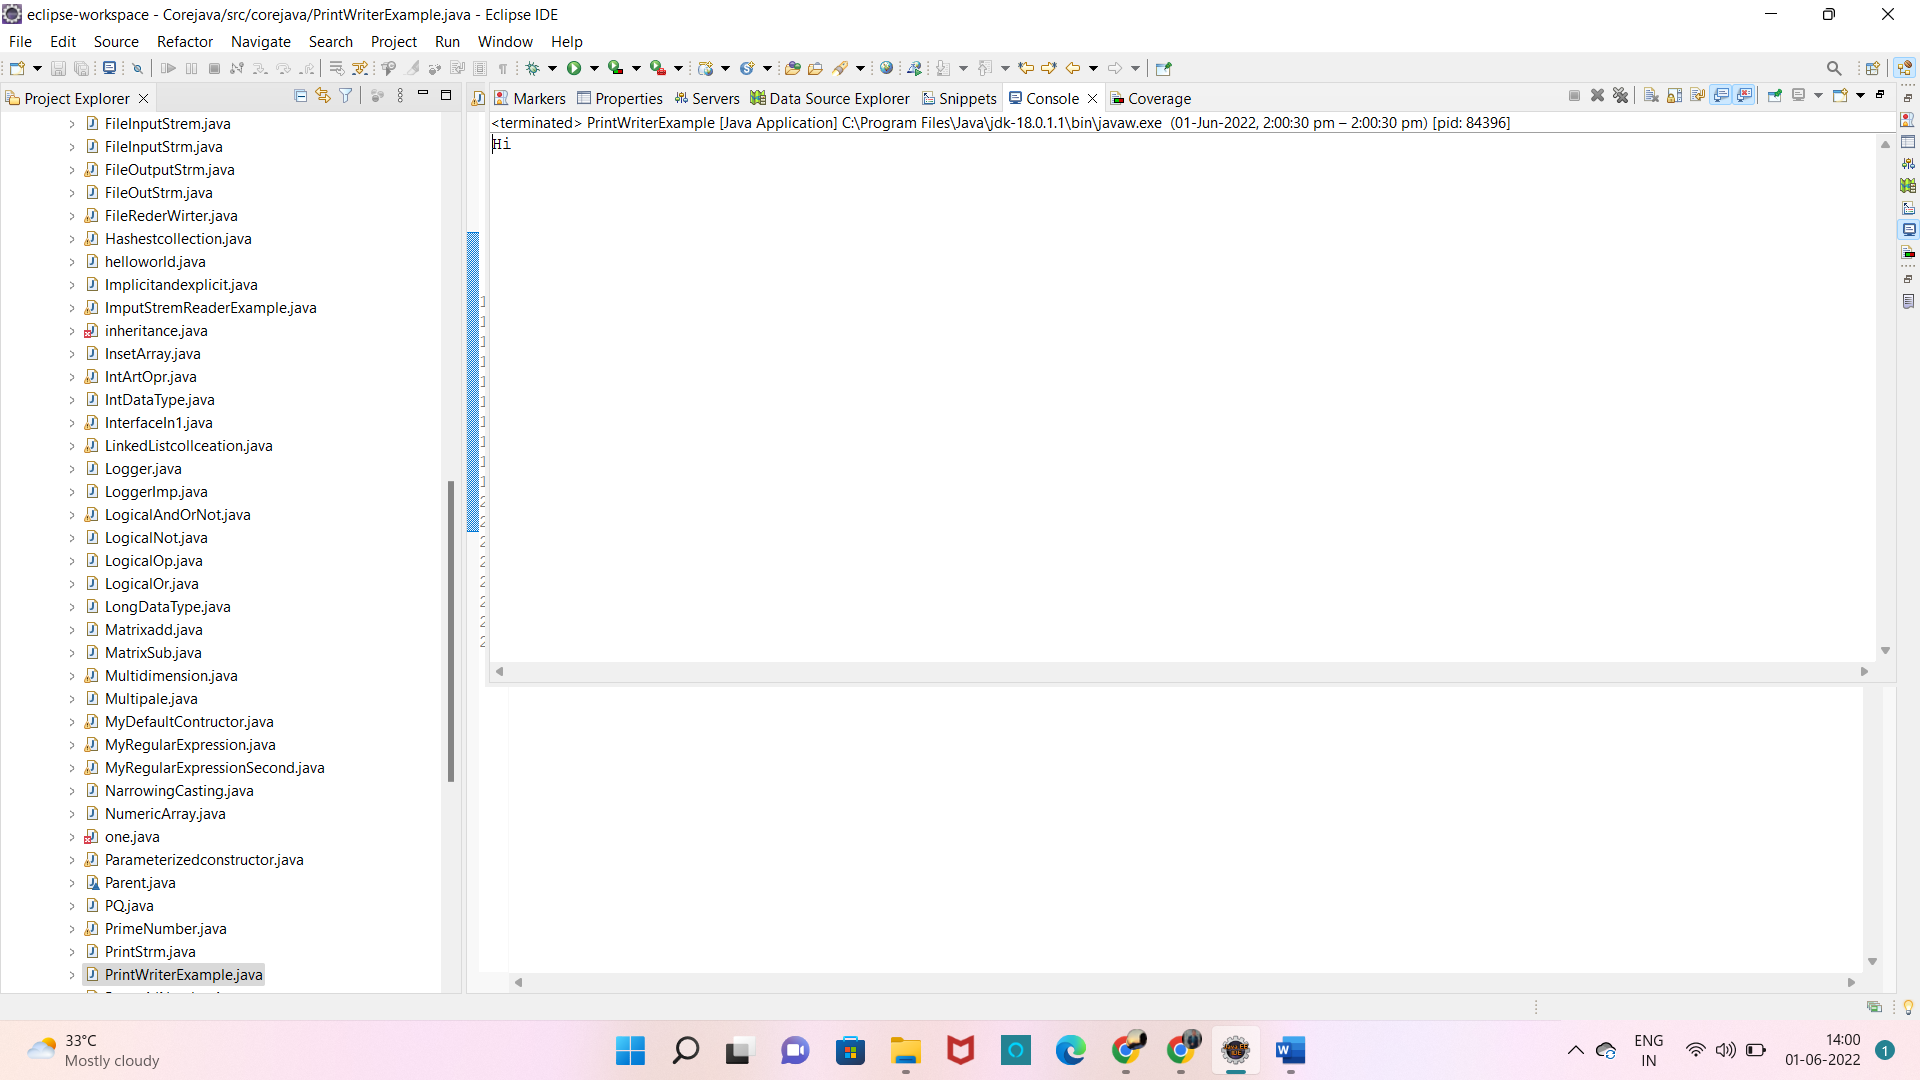 eclipse-workspace - Corejava/src/corejava/PrintWriterExample.java - Eclipse IDE
File Edit Source Refactor Navigate Search Project Run Window Help
Project Explorer
Markers Properties Servers Data Source Explorer Snippets Console Coverage
<terminated> PrintWriterExample [Java Application] C:\Program Files\Java\jdk-18.0.1.1\bin\javaw.exe (01-Jun-2022, 2:00:30 pm – 2:00:30 pm) [pid: 84396]
Hi
FileInputStrem.java
FileInputStrm.java
FileOutputStrm.java
FileOutStrm.java
FileRederWirter.java
Hashestcollection.java
helloworld.java
Implicitandexplicit.java
ImputStremReaderExample.java
inheritance.java
InsetArray.java
IntArtOpr.java
IntDataType.java
InterfaceIn1.java
LinkedListcollceation.java
Logger.java
LoggerImp.java
LogicalAndOrNot.java
LogicalNot.java
LogicalOp.java
LogicalOr.java
LongDataType.java
Matrixadd.java
MatrixSub.java
Multidimension.java
Multipale.java
MyDefaultContructor.java
MyRegularExpression.java
MyRegularExpressionSecond.java
NarrowingCasting.java
NumericArray.java
one.java
Parameterizedconstructor.java
Parent.java
PQ.java
PrimeNumber.java
PrintStrm.java
PrintWriterExample.java
33°C
Mostly cloudy
ENG
IN
14:00
01-06-2022
1